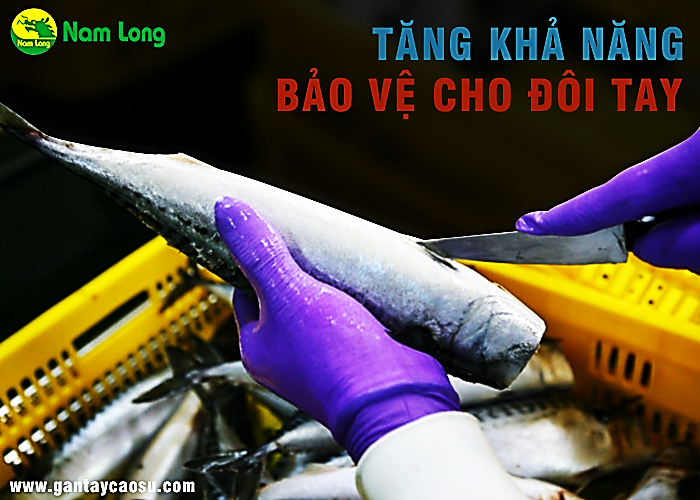 Nam Long
Nam Long
TĂNG KHẢ NĂNG
BẢO VỆ CHO ĐÔI TAY
www.gantaycaosu.com